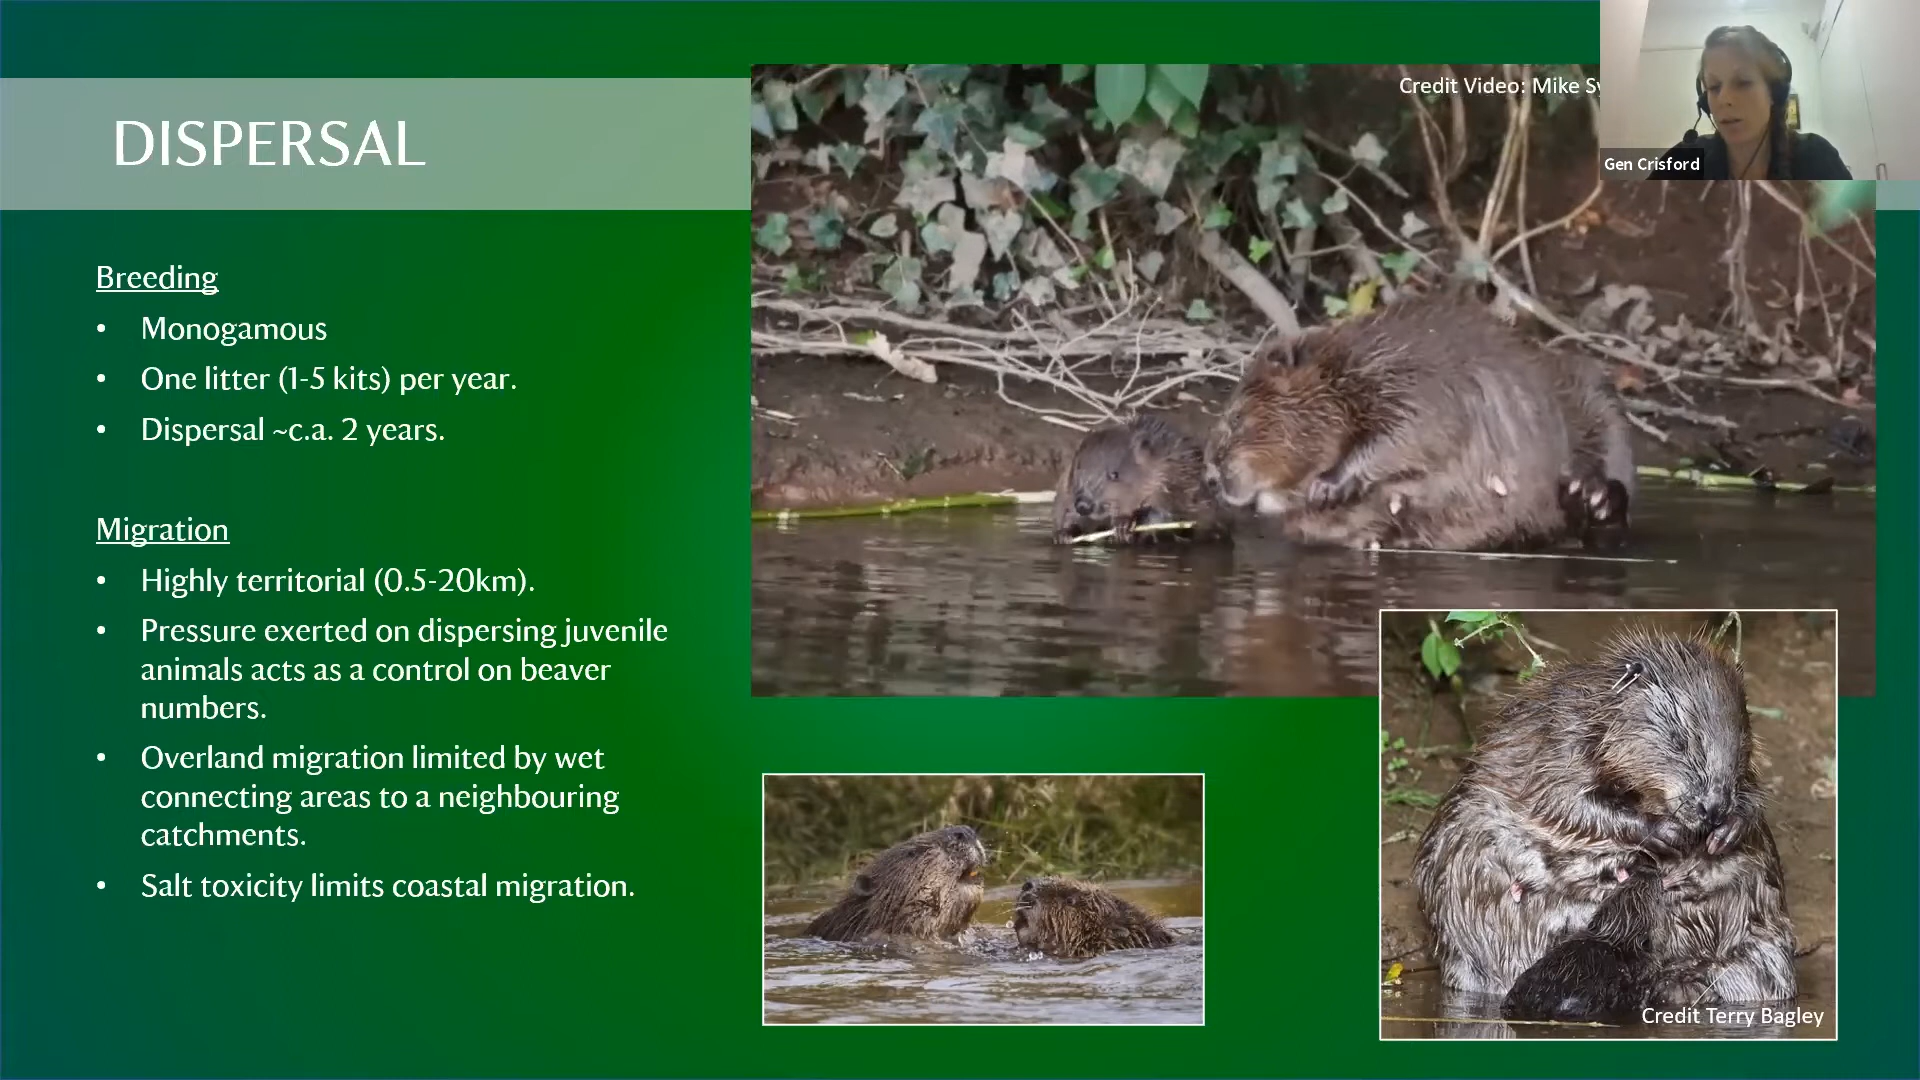 DISPERSAL
Credit Video: Mike
Gen Crisford
Breeding
• Monogamous
• One litter (1-5 kits) per year.
• Dispersal ~c.a. 2 years.
Migration
• Highly territorial (0.5-20km).
• Pressure exerted on dispersing juvenile
animals acts as a control on beaver
numbers.
• Overland migration limited by wet
connecting areas to a neighbouring
catchments.
• Salt toxicity limits coastal migration.
Credit Terry Bagley